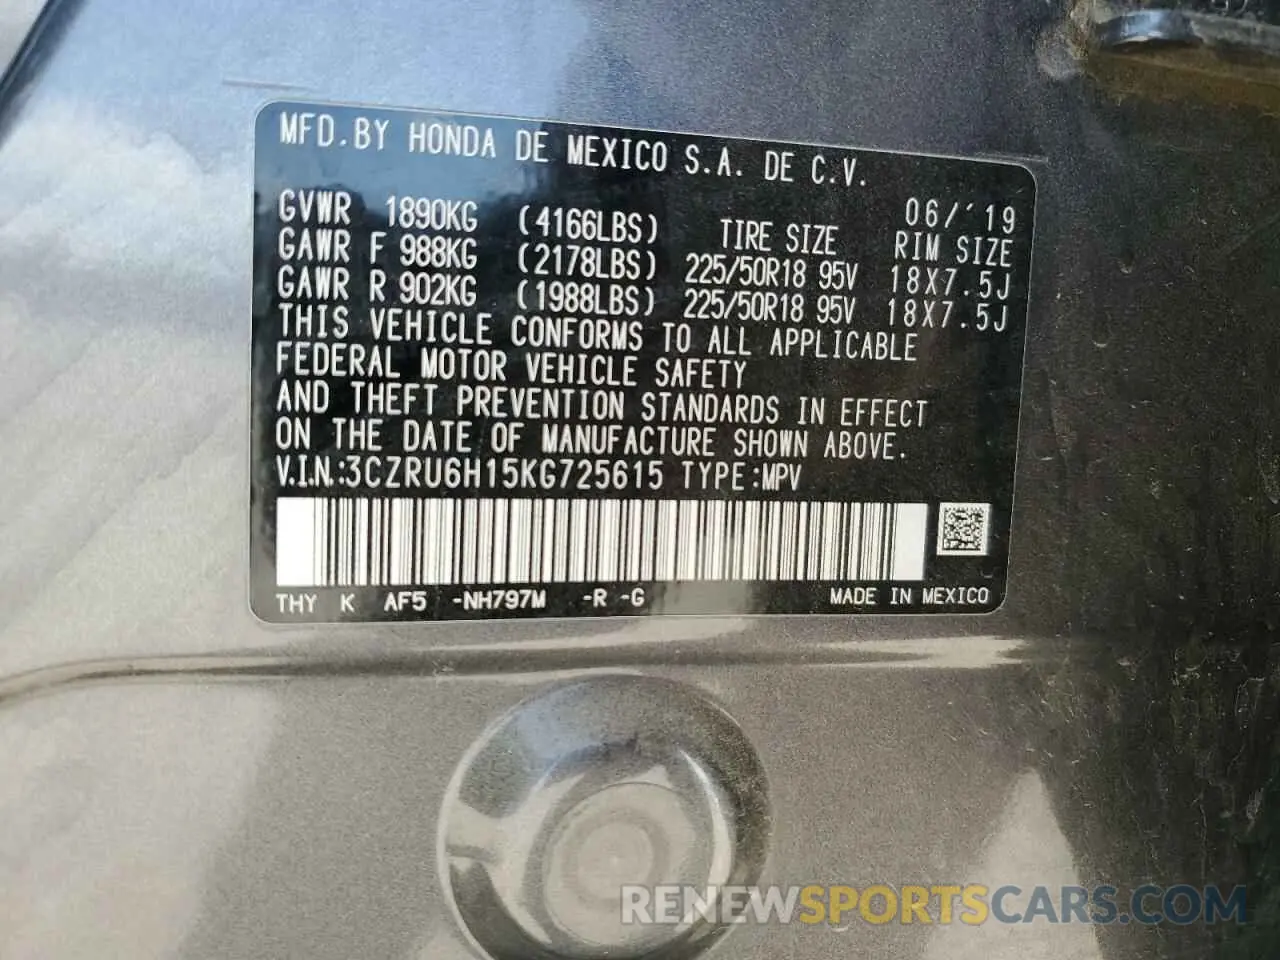 MFD.BY HONDA DE MEXICO S.A. DE C.V.
06/´19
GVWR 1890KG (4166LBS) TIRE SIZE RIM SIZE
GAWR F 988KG (2178LBS) 225/50R18 95V 18X7.5J
GAWR R 902KG (1988LBS) 225/50R18 95V 18X7.5J
THIS VEHICLE CONFORMS TO ALL APPLICABLE
FEDERAL MOTOR VEHICLE SAFETY
AND THEFT PREVENTION STANDARDS IN EFFECT
ON THE DATE OF MANUFACTURE SHOWN ABOVE.
V.I.N.:3CZRU6H15KG725615 TYPE:MPV
THY K AF5 -NH797M -R -G MADE IN MEXICO
RENEWSPORTSCARS.COM